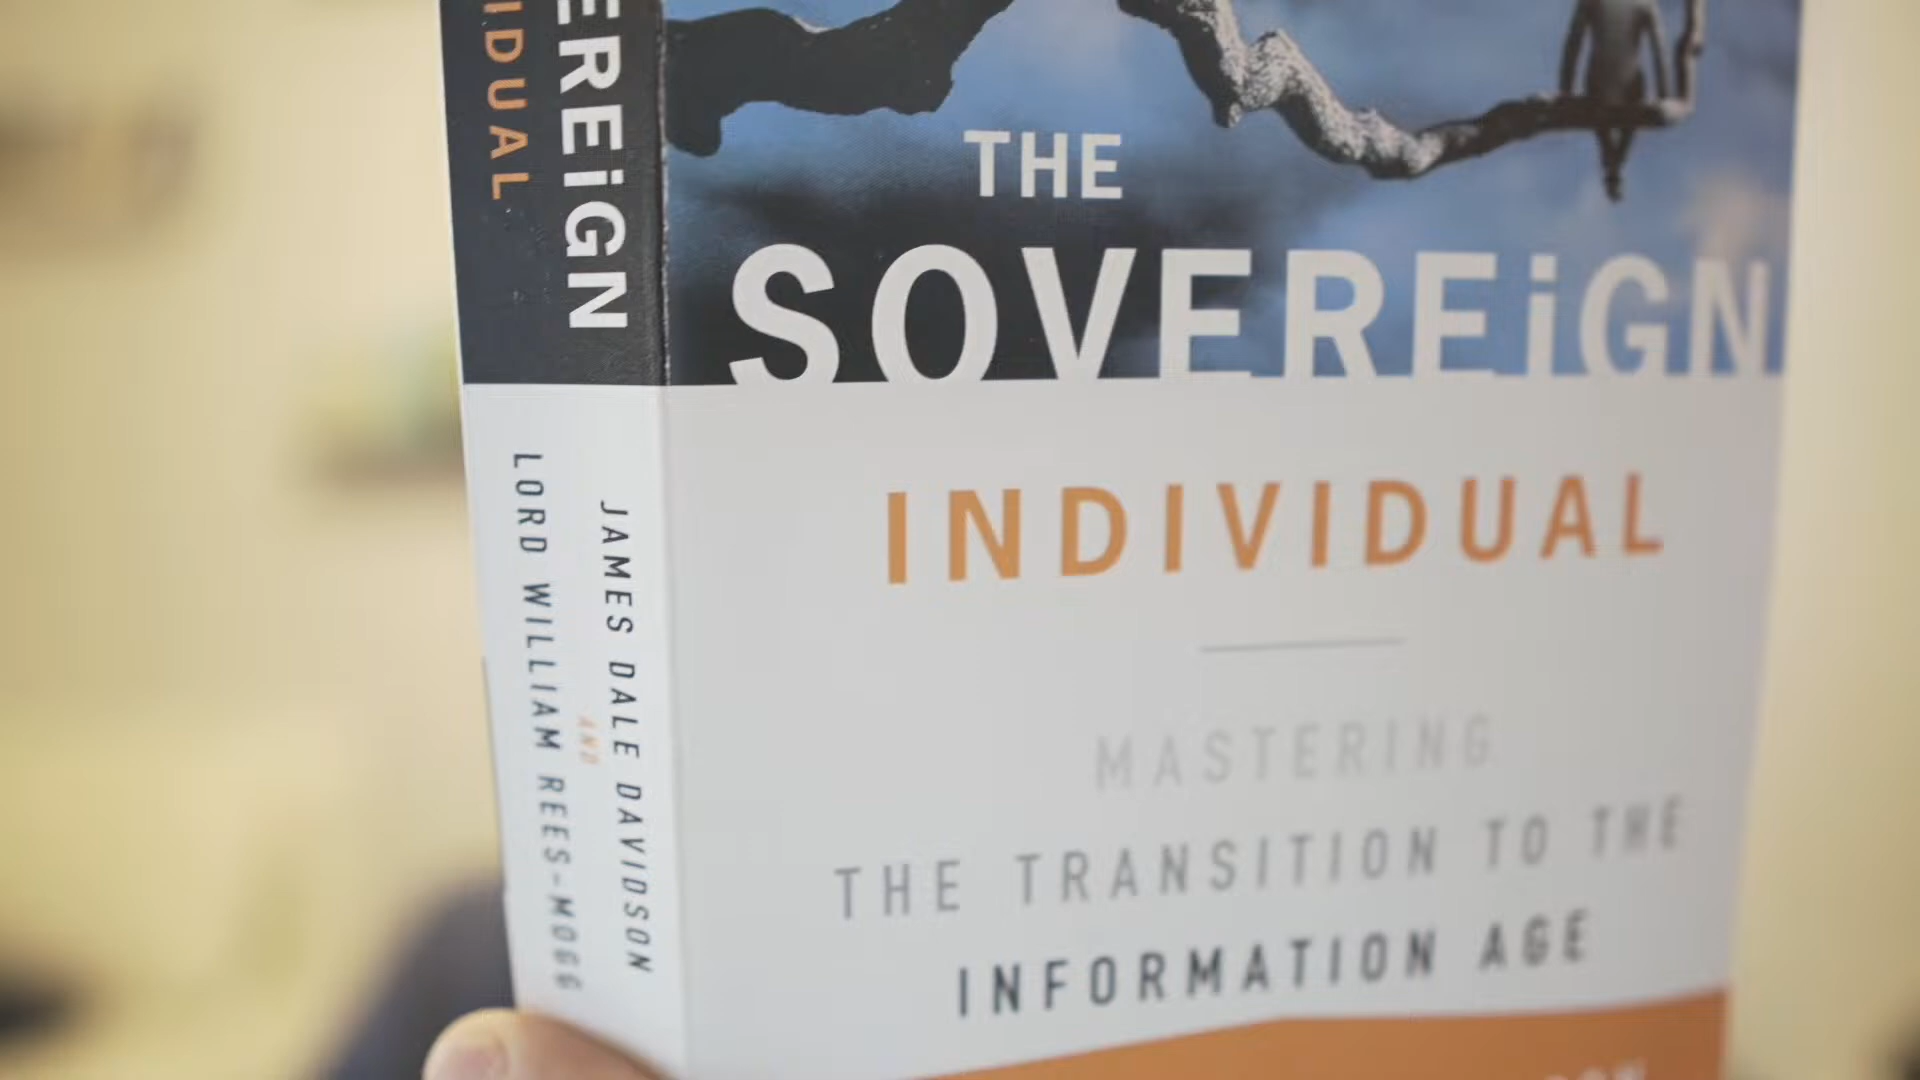 EREiGN
IDUAL
JAMES DALE DAVIDSON
AND
LORD WILLIAM REES-MOGG
THE
SOVEREiGN
INDIVIDUAL
MASTERING
THE TRANSITION TO THE
INFORMATION AGE